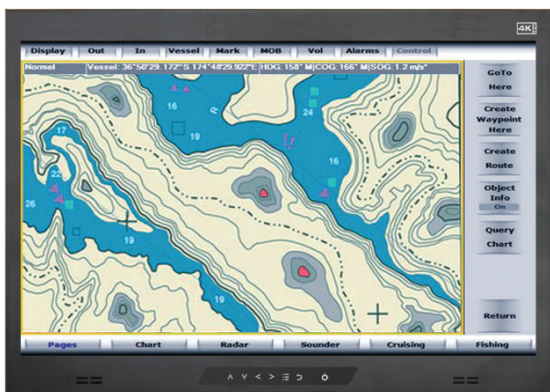 4K
Display Out In Vessel Mark MOB Vol Alarms Control
Normal Vessel: 36°50'29.172"S 174°48'29.922"E HDG: 158° M COG: 166° M SOG: 1.2 m/s"
GoTo
Here
Create
Waypoint
Here
Create
Route
Object
Info
On
Query
Chart
Return
16
19
24
R
16
17
22
26
19
19
Pages Chart Radar Sounder Cruising Fishing